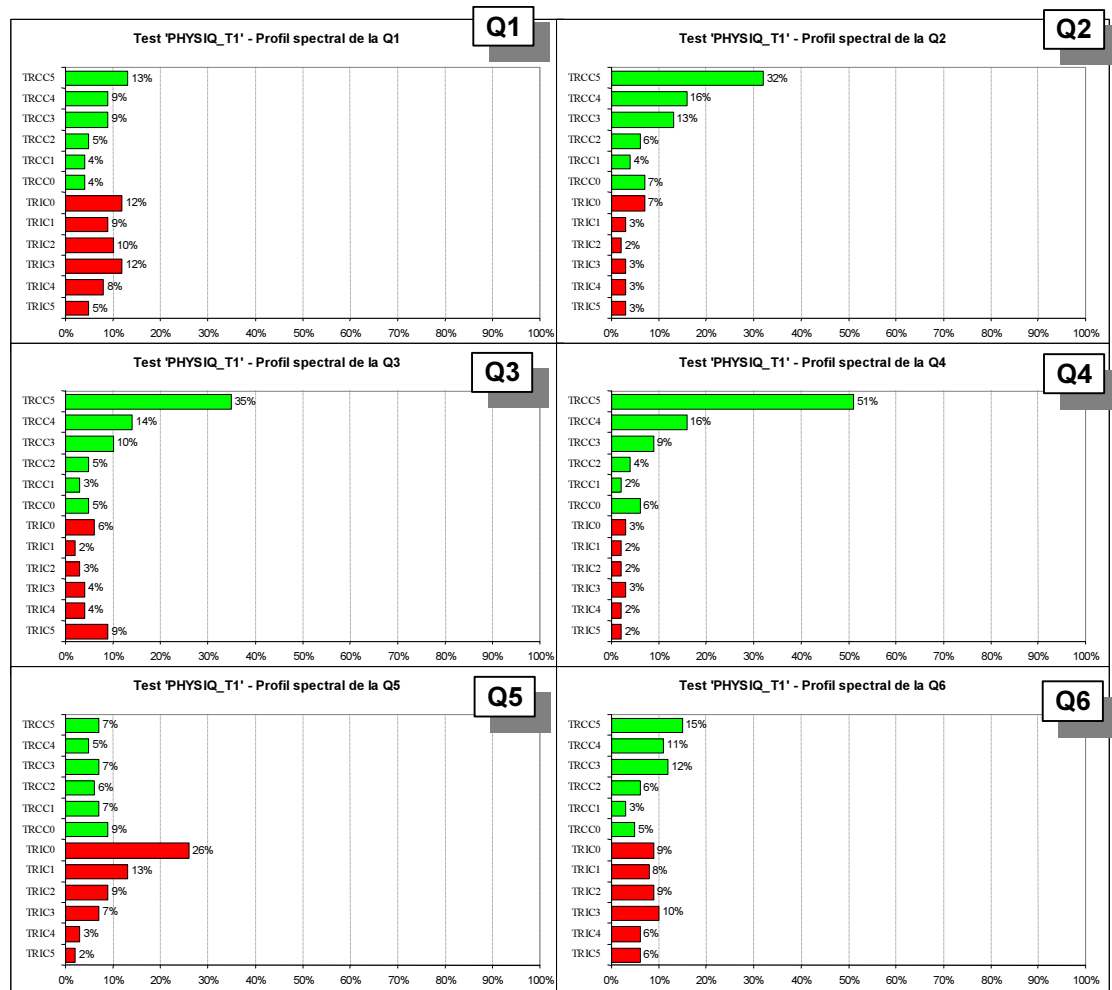 Test 'PHYSIQ_T1' - Profil spectral de la Q1
Q1
TRCC5 13%
TRCC4 9%
TRCC3 9%
TRCC2 5%
TRCC1 4%
TRCC0 4%
TRIC0 12%
TRIC1 9%
TRIC2 10%
TRIC3 12%
TRIC4 8%
TRIC5 5%
0% 10% 20% 30% 40% 50% 60% 70% 80% 90% 100%
Test 'PHYSIQ_T1' - Profil spectral de la Q2
Q2
TRCC5 32%
TRCC4 16%
TRCC3 13%
TRCC2 6%
TRCC1 4%
TRCC0 7%
TRIC0 7%
TRIC1 3%
TRIC2 2%
TRIC3 3%
TRIC4 3%
TRIC5 3%
0% 10% 20% 30% 40% 50% 60% 70% 80% 90% 100%
Test 'PHYSIQ_T1' - Profil spectral de la Q3
Q3
TRCC5 35%
TRCC4 14%
TRCC3 10%
TRCC2 5%
TRCC1 3%
TRCC0 5%
TRIC0 6%
TRIC1 2%
TRIC2 3%
TRIC3 4%
TRIC4 4%
TRIC5 9%
0% 10% 20% 30% 40% 50% 60% 70% 80% 90% 100%
Test 'PHYSIQ_T1' - Profil spectral de la Q4
Q4
TRCC5 51%
TRCC4 16%
TRCC3 9%
TRCC2 4%
TRCC1 2%
TRCC0 6%
TRIC0 3%
TRIC1 2%
TRIC2 2%
TRIC3 3%
TRIC4 2%
TRIC5 2%
0% 10% 20% 30% 40% 50% 60% 70% 80% 90% 100%
Test 'PHYSIQ_T1' - Profil spectral de la Q5
Q5
TRCC5 7%
TRCC4 5%
TRCC3 7%
TRCC2 6%
TRCC1 7%
TRCC0 9%
TRIC0 26%
TRIC1 13%
TRIC2 9%
TRIC3 7%
TRIC4 3%
TRIC5 2%
0% 10% 20% 30% 40% 50% 60% 70% 80% 90% 100%
Test 'PHYSIQ_T1' - Profil spectral de la Q6
Q6
TRCC5 15%
TRCC4 11%
TRCC3 12%
TRCC2 6%
TRCC1 3%
TRCC0 5%
TRIC0 9%
TRIC1 8%
TRIC2 9%
TRIC3 10%
TRIC4 6%
TRIC5 6%
0% 10% 20% 30% 40% 50% 60% 70% 80% 90% 100%